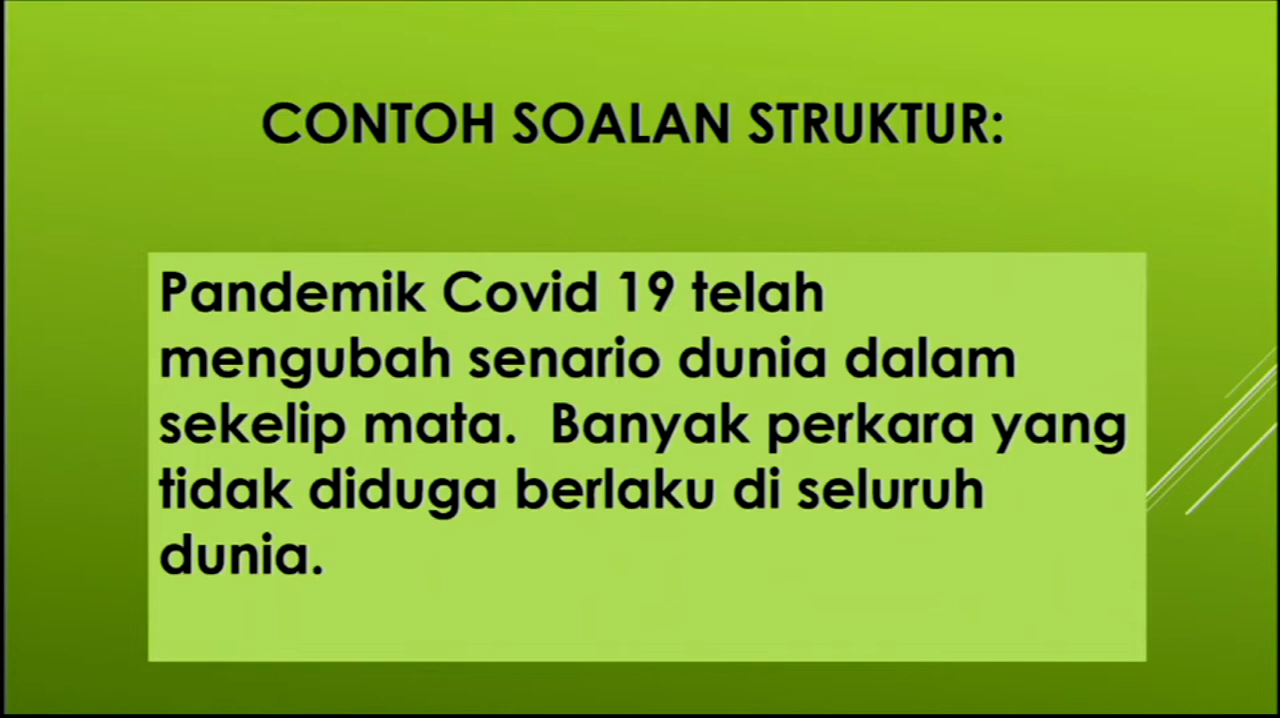 CONTOH SOALAN STRUKTUR:
Pandemik Covid 19 telah
mengubah senario dunia dalam
sekelip mata.  Banyak perkara yang
tidak diduga berlaku di seluruh
dunia.